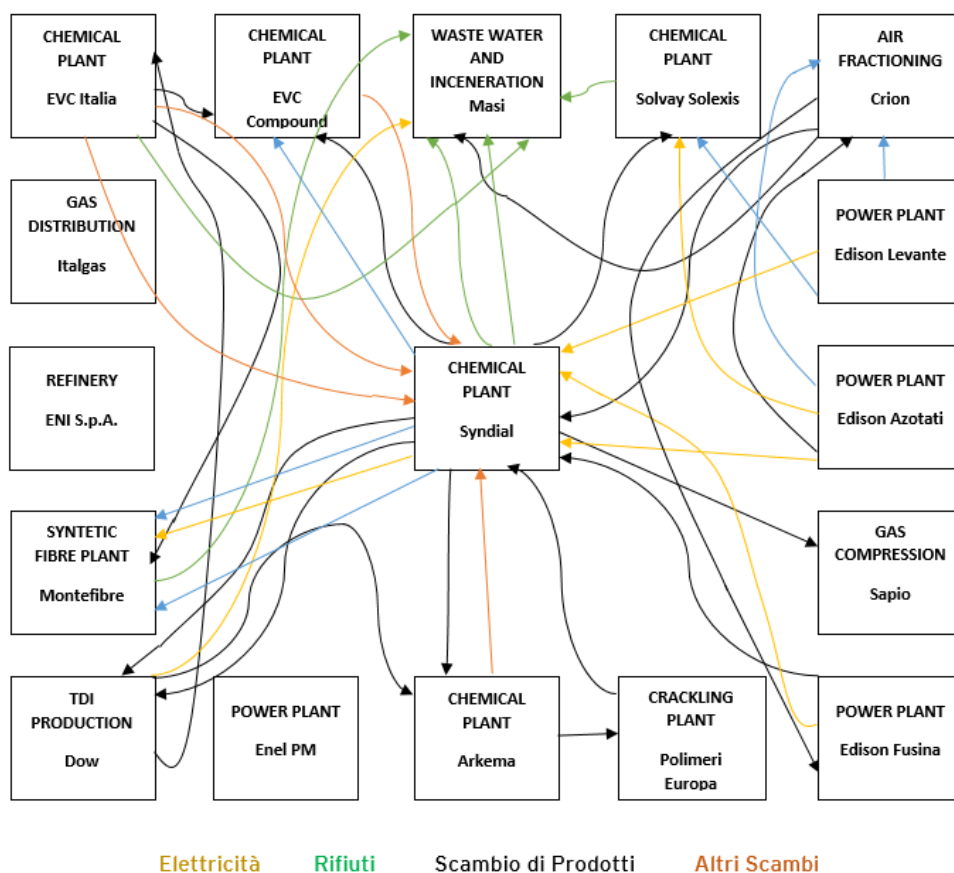 CHEMICAL
PLANT
EVC Italia
CHEMICAL
PLANT
EVC
Compound
WASTE WATER
AND
INCENERATION
Masi
CHEMICAL
PLANT
Solvay Solexis
AIR
FRACTIONING
Crion
GAS
DISTRIBUTION
Italgas
POWER PLANT
Edison Levante
REFINERY
ENI S.p.A.
CHEMICAL
PLANT
Syndial
POWER PLANT
Edison Azotati
SYNTETIC
FIBRE PLANT
Montefibre
GAS
COMPRESSION
Sapio
TDI
PRODUCTION
Dow
POWER PLANT
Enel PM
CHEMICAL
PLANT
Arkema
CRACKLING
PLANT
Polimeri
Europa
POWER PLANT
Edison Fusina
Elettricità Rifiuti Scambio di Prodotti Altri Scambi